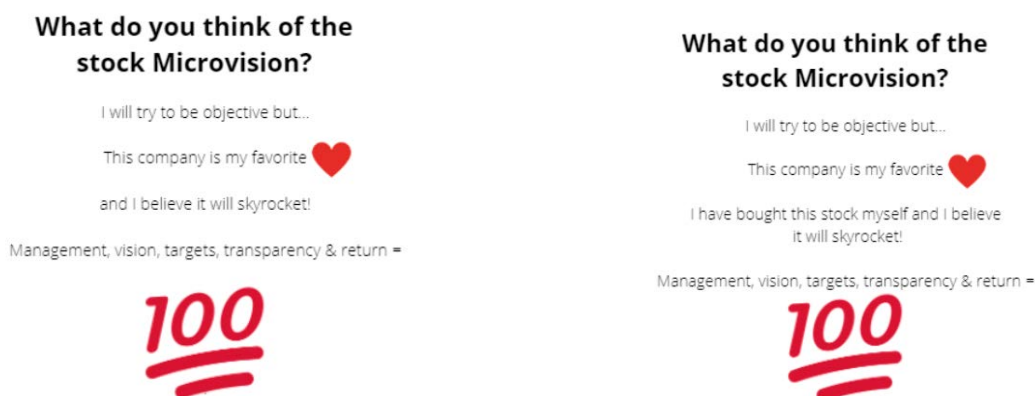 What do you think of the
stock Microvision?
I will try to be objective but...
This company is my favorite ❤
and I believe it will skyrocket!
Management, vision, targets, transparency & return =
100
What do you think of the
stock Microvision?
I will try to be objective but...
This company is my favorite ❤
I have bought this stock myself and I believe
it will skyrocket!
Management, vision, targets, transparency & return =
100